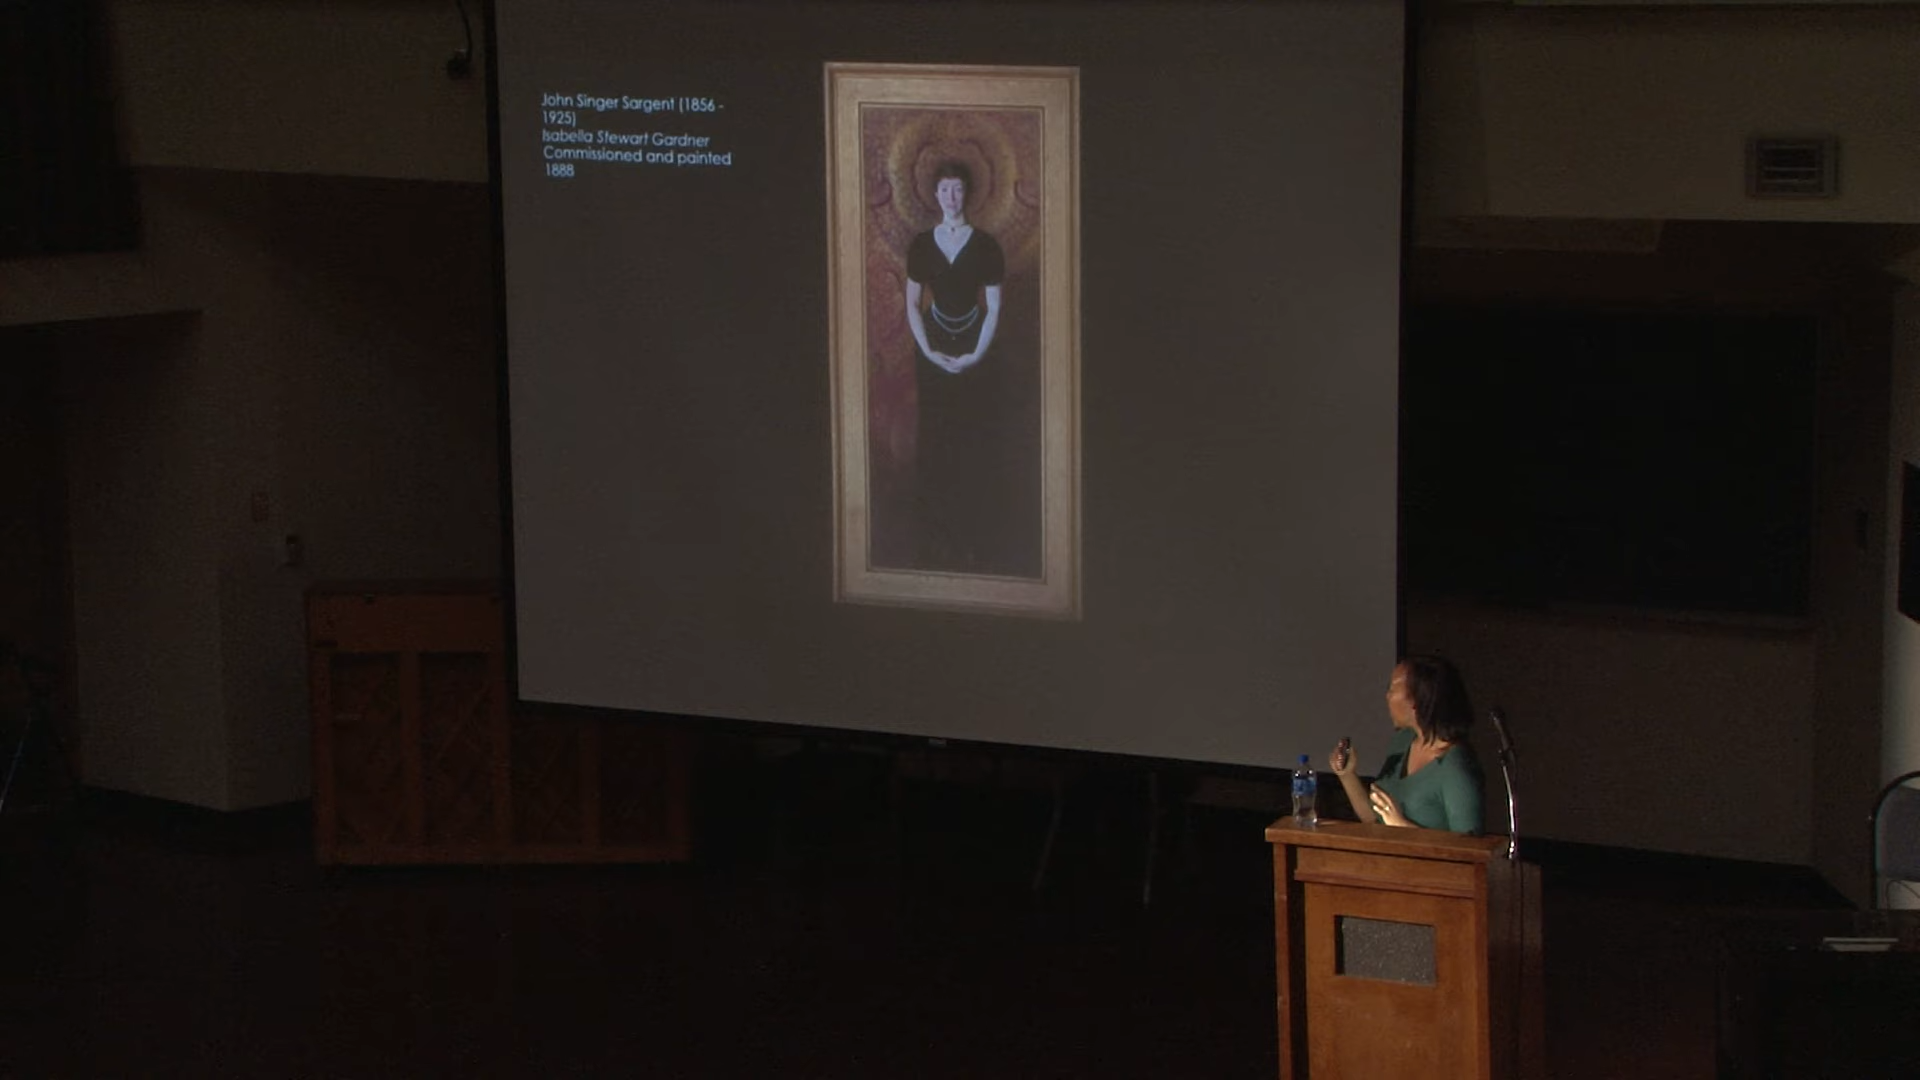 John Singer Sargent (1856 -
1925)
Isabella Stewart Gardner
Commissioned and painted
1888